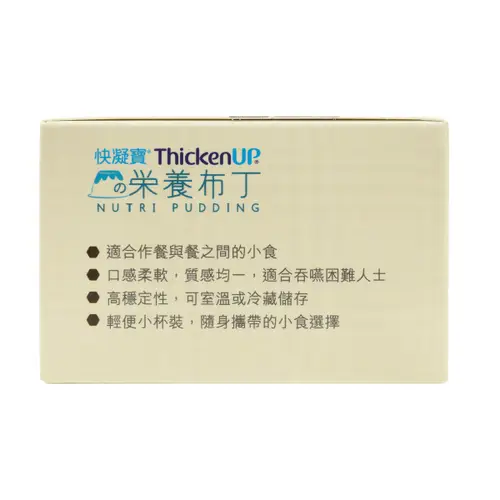 快凝寶® ThickenUP®
の栄養布丁
NUTRI PUDDING
適合作餐與餐之間的小食
口感柔軟，質感均一，適合吞嚥困難人士
高穩定性，可室溫或冷藏儲存
輕便小杯裝，隨身攜帶的小食選擇